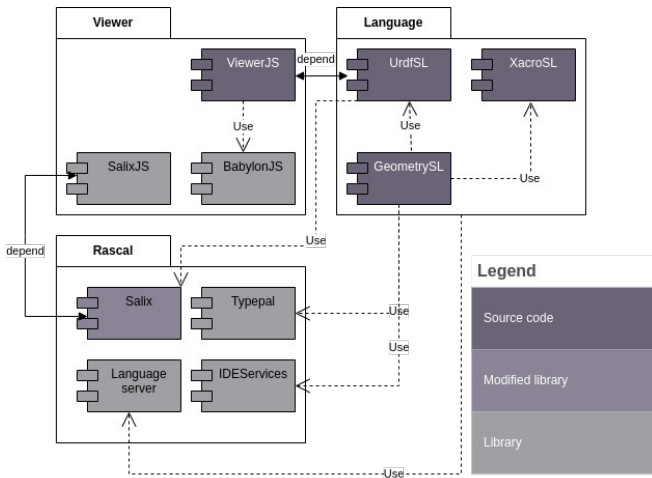 Viewer
Language
ViewerJS
depend
UrdfSL
XacroSL
Use
Use
SalixJS
BabylonJS
GeometrySL
Use
depend
Rascal
Use
Legend
Salix
Typepal
Use
Source code
Use
Language
server
IDEServices
Modified library
Library
Use